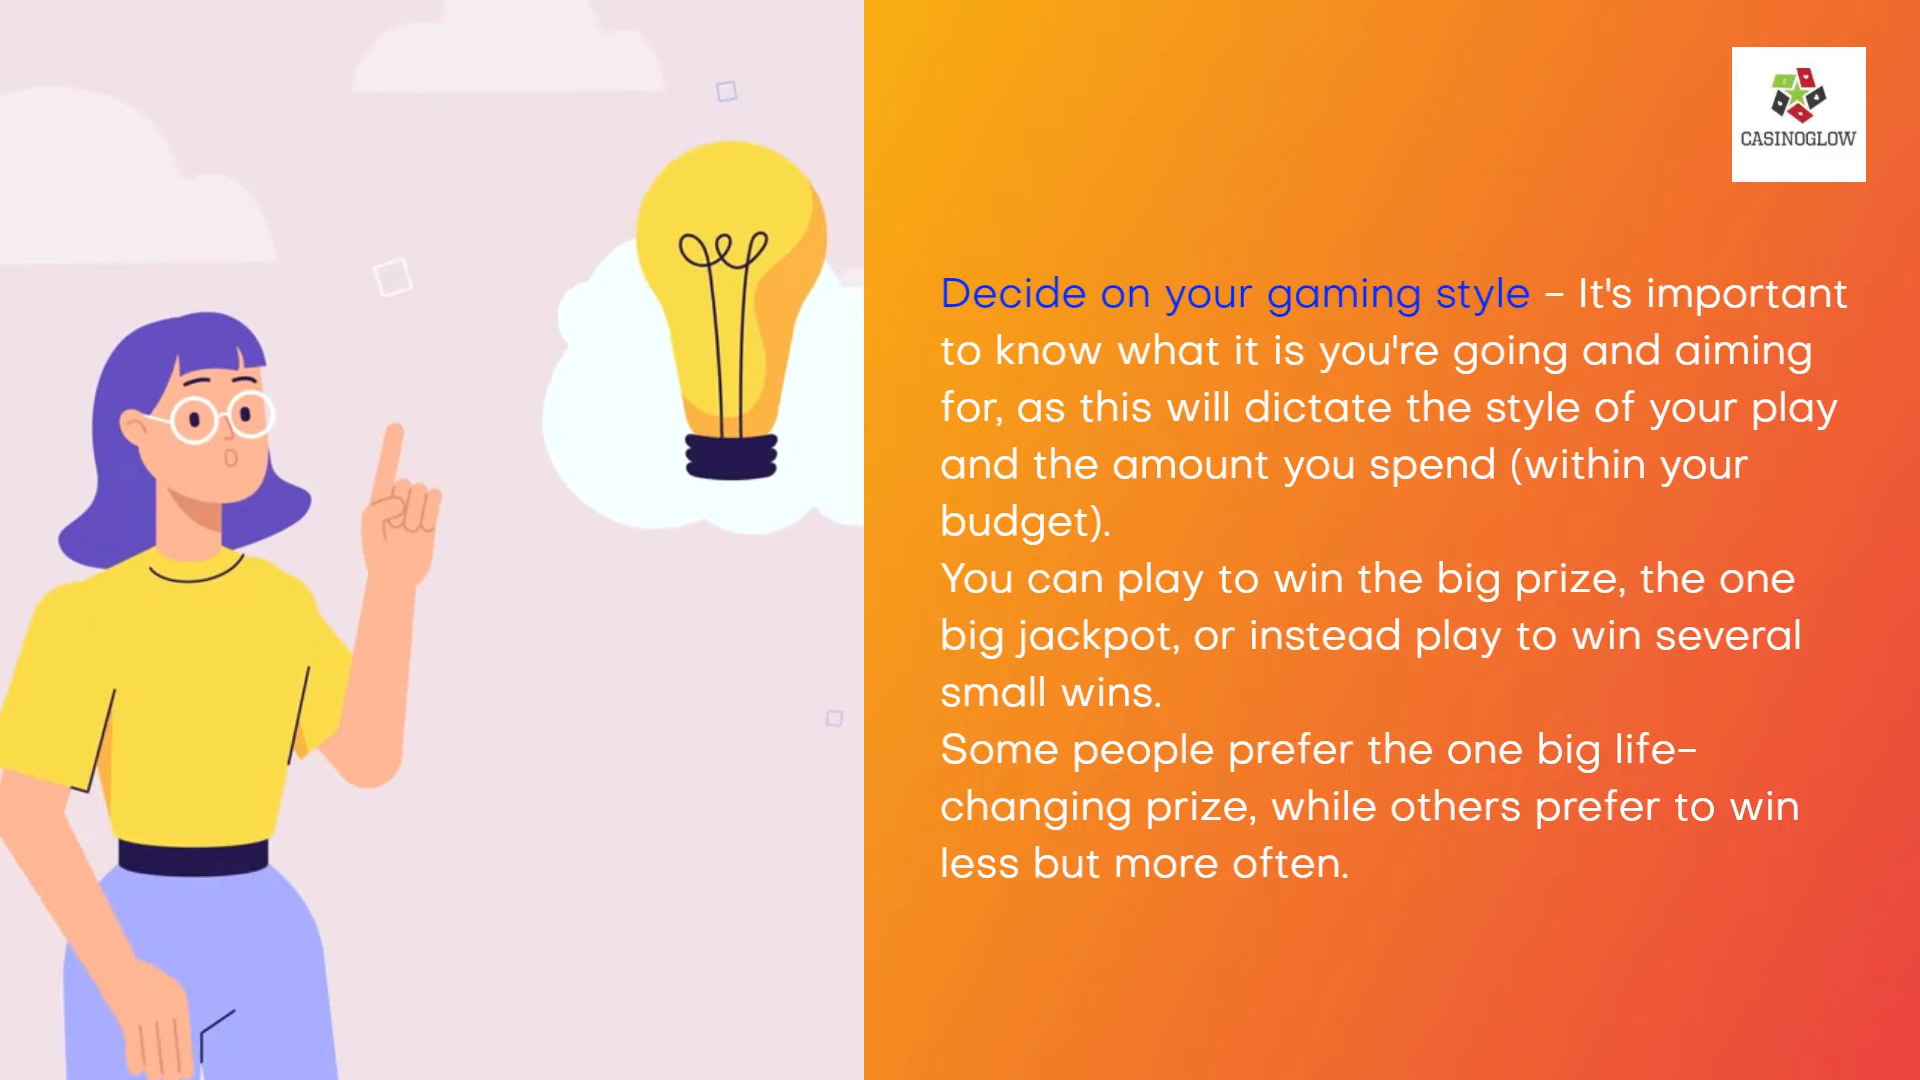 CASINOGLOW
Decide on your gaming style – It's important
to know what it is you're going and aiming
for, as this will dictate the style of your play
and the amount you spend (within your
budget).
You can play to win the big prize, the one
big jackpot, or instead play to win several
small wins.
Some people prefer the one big life-
changing prize, while others prefer to win
less but more often.